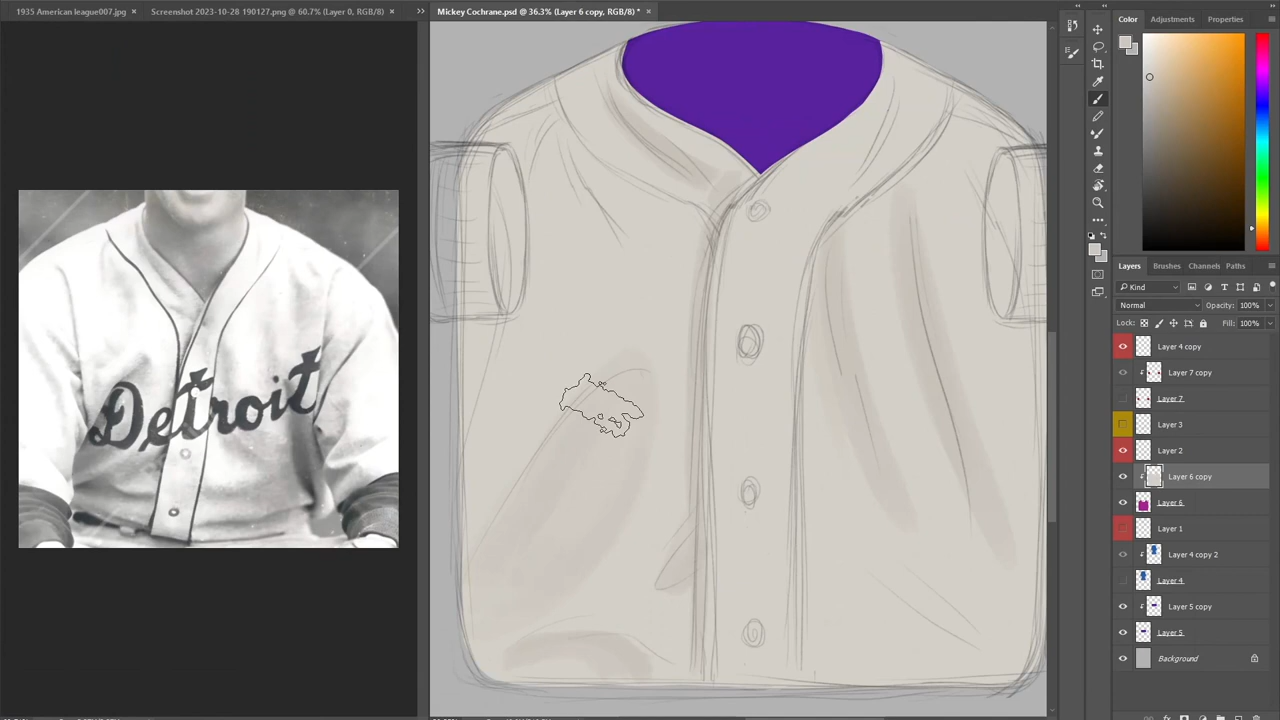 1935 American league007.jpg ×
Screenshot 2023-10-28 190127.png @ 60.7% (Layer 0, RGB/8) ×
Mickey Cochrane.psd @ 36.3% (Layer 6 copy, RGB/8) * ×
Detroit
Color Adjustments Properties
Layers Brushes Channels Paths
Kind
Normal Opacity: 100%
Lock: Fill: 100%
Layer 4 copy
Layer 7 copy
Layer 7
Layer 3
Layer 2
Layer 6 copy
Layer 6
Layer 1
Layer 4 copy 2
Layer 4
Layer 5 copy
Layer 5
Background